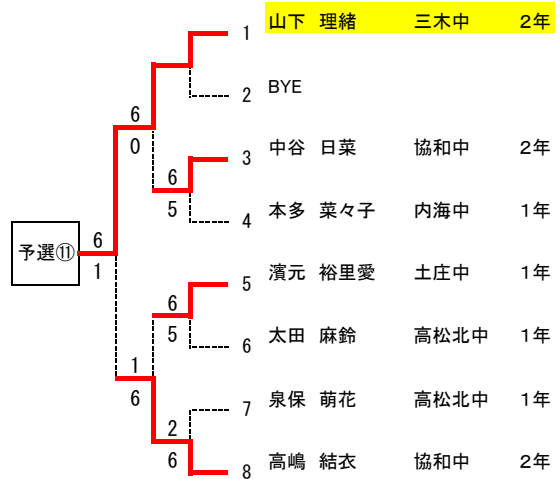 1 山下 理緒 三木中 2年
2 BYE
6
0
3 中谷 日菜 協和中 2年
6
5
4 本多 菜々子 内海中 1年
予選⑪
6
1
5 濱元 裕里愛 土庄中 1年
6
5
6 太田 麻鈴 高松北中 1年
1
6
7 泉保 萌花 高松北中 1年
2
6
8 高嶋 結衣 協和中 2年